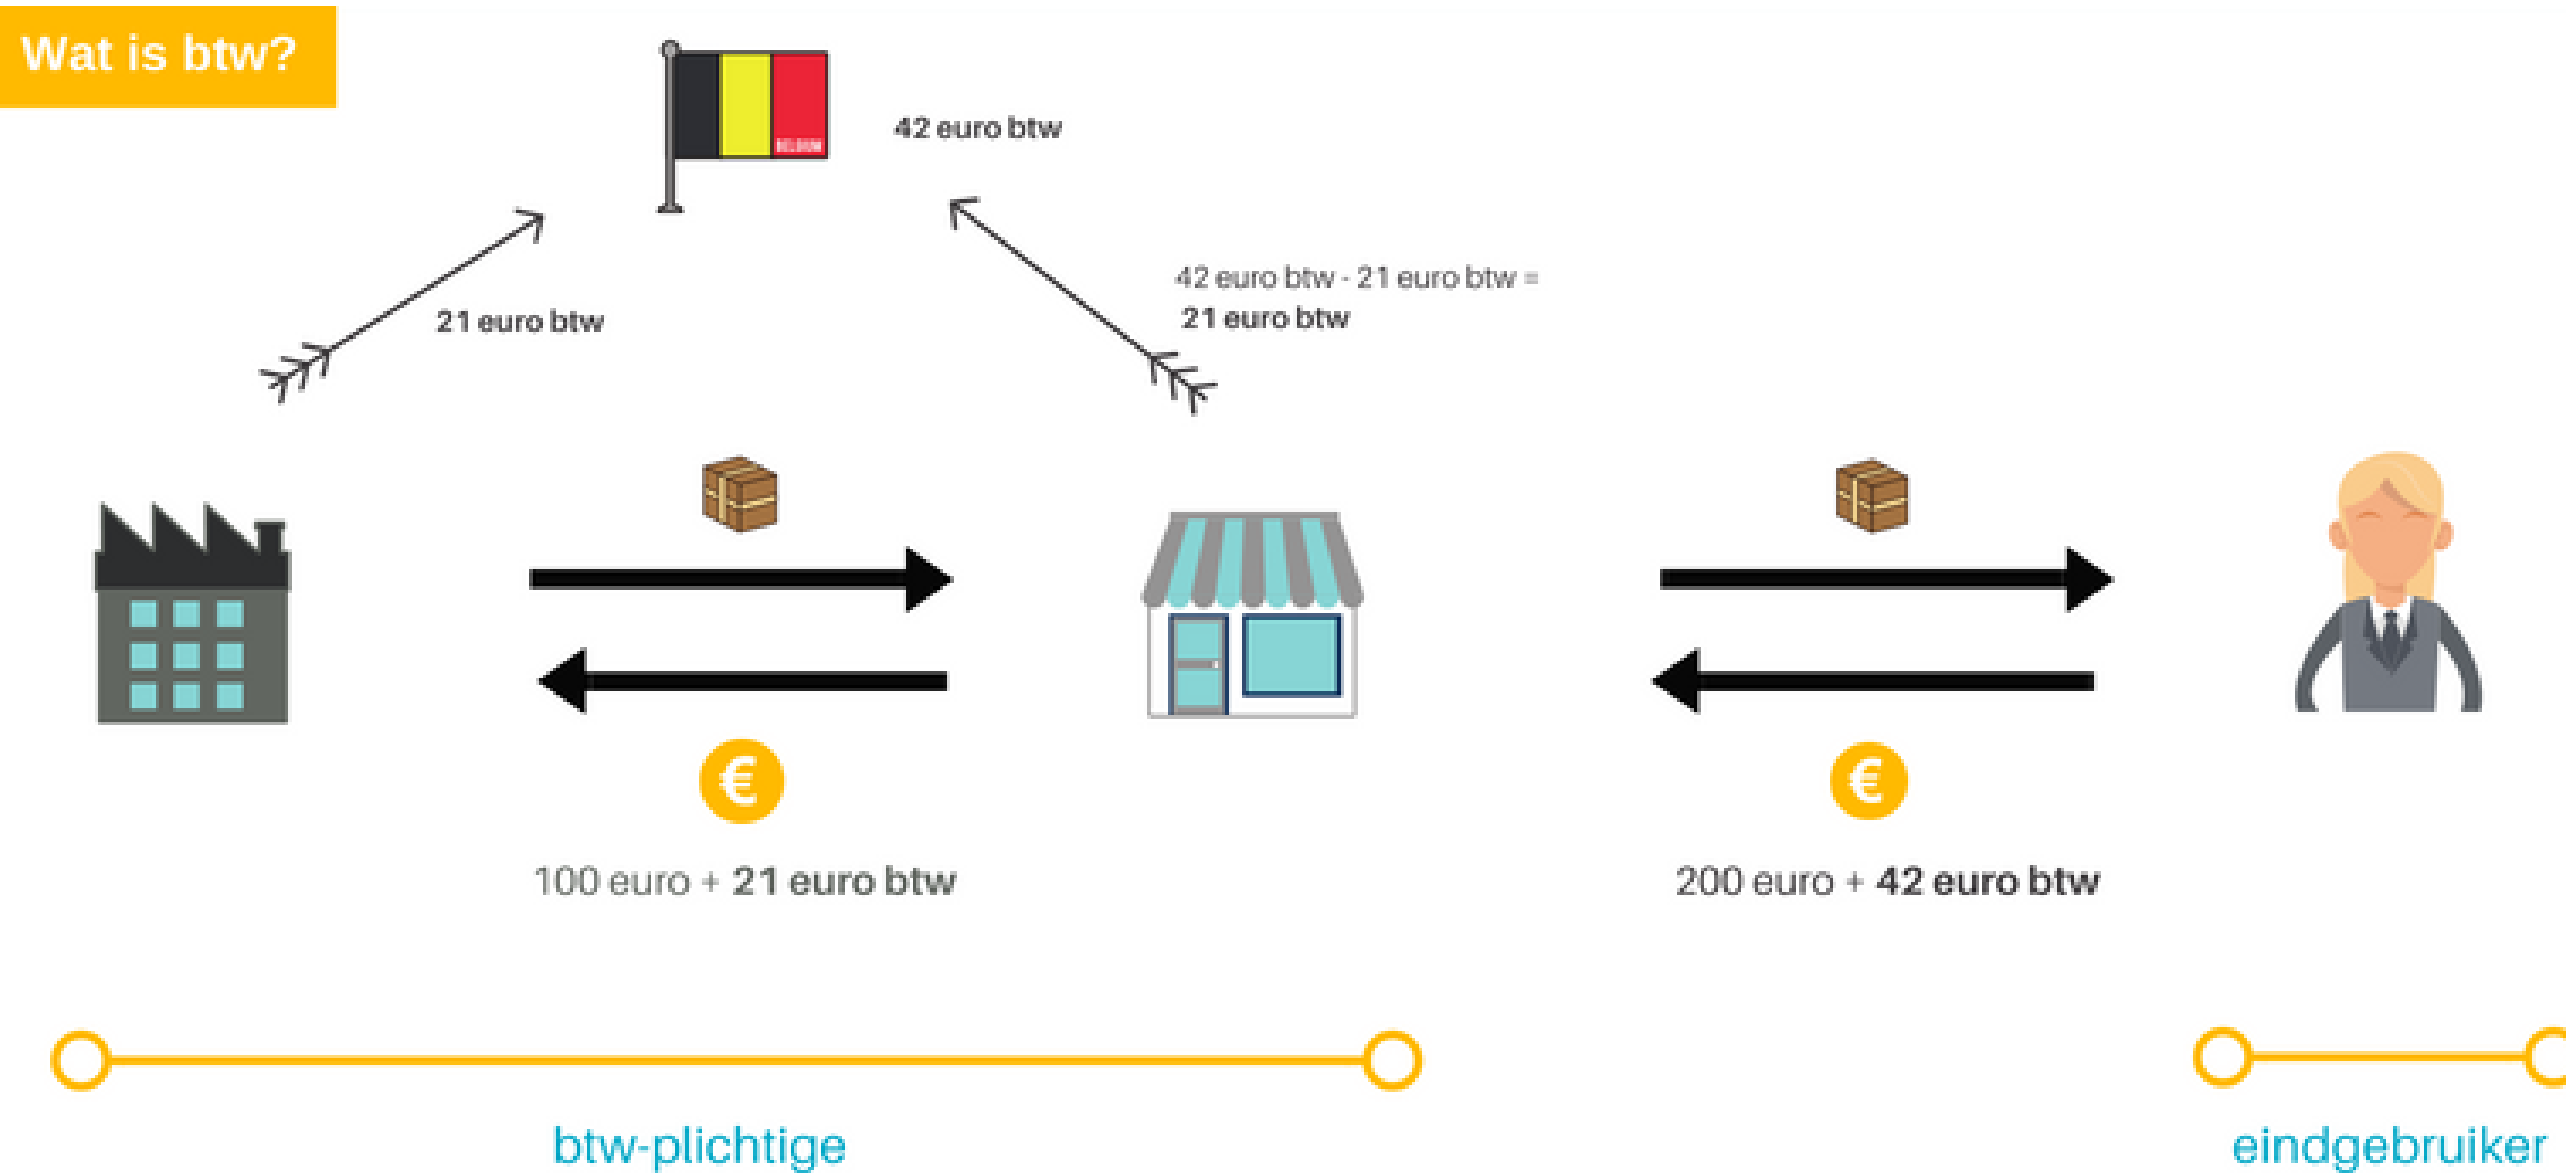 Wat is btw?
BELGIUM
42 euro btw
42 euro btw - 21 euro btw =
21 euro btw
21 euro btw
€
€
100 euro + 21 euro btw
200 euro + 42 euro btw
btw-plichtige
eindgebruiker